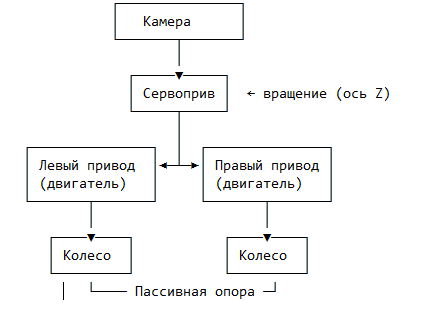 Камера
Сервоприв ← вращение (ось Z)
Левый привод
(двигатель)
Правый привод
(двигатель)
Колесо
Колесо
Пассивная опора